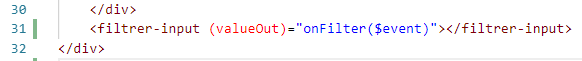 30 </div>
31 <filtrer-input (valueOut)="onFilter($event)"></filtrer-input>
32 </div>